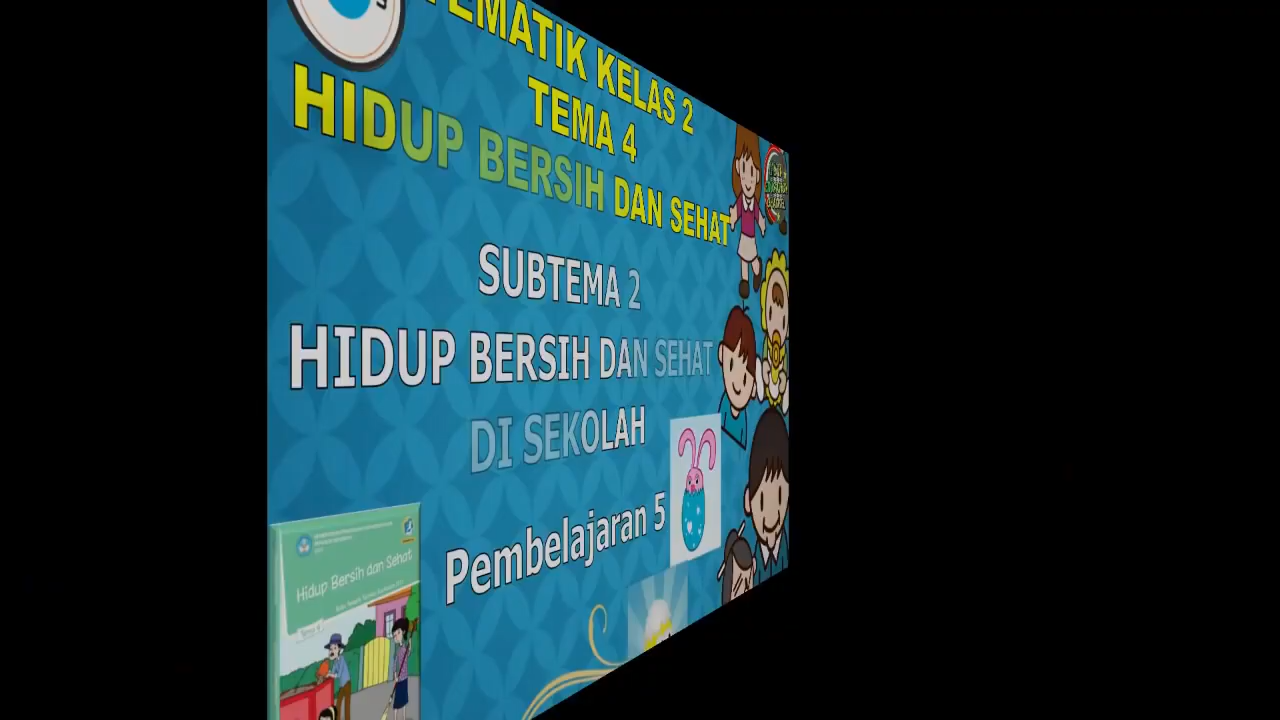 TEMATIK KELAS 2
TEMA 4
HIDUP BERSIH DAN SEHAT
SUBTEMA 2
HIDUP BERSIH DAN SEHAT
DI SEKOLAH
Pembelajaran 5
Hidup Bersih dan Sehat